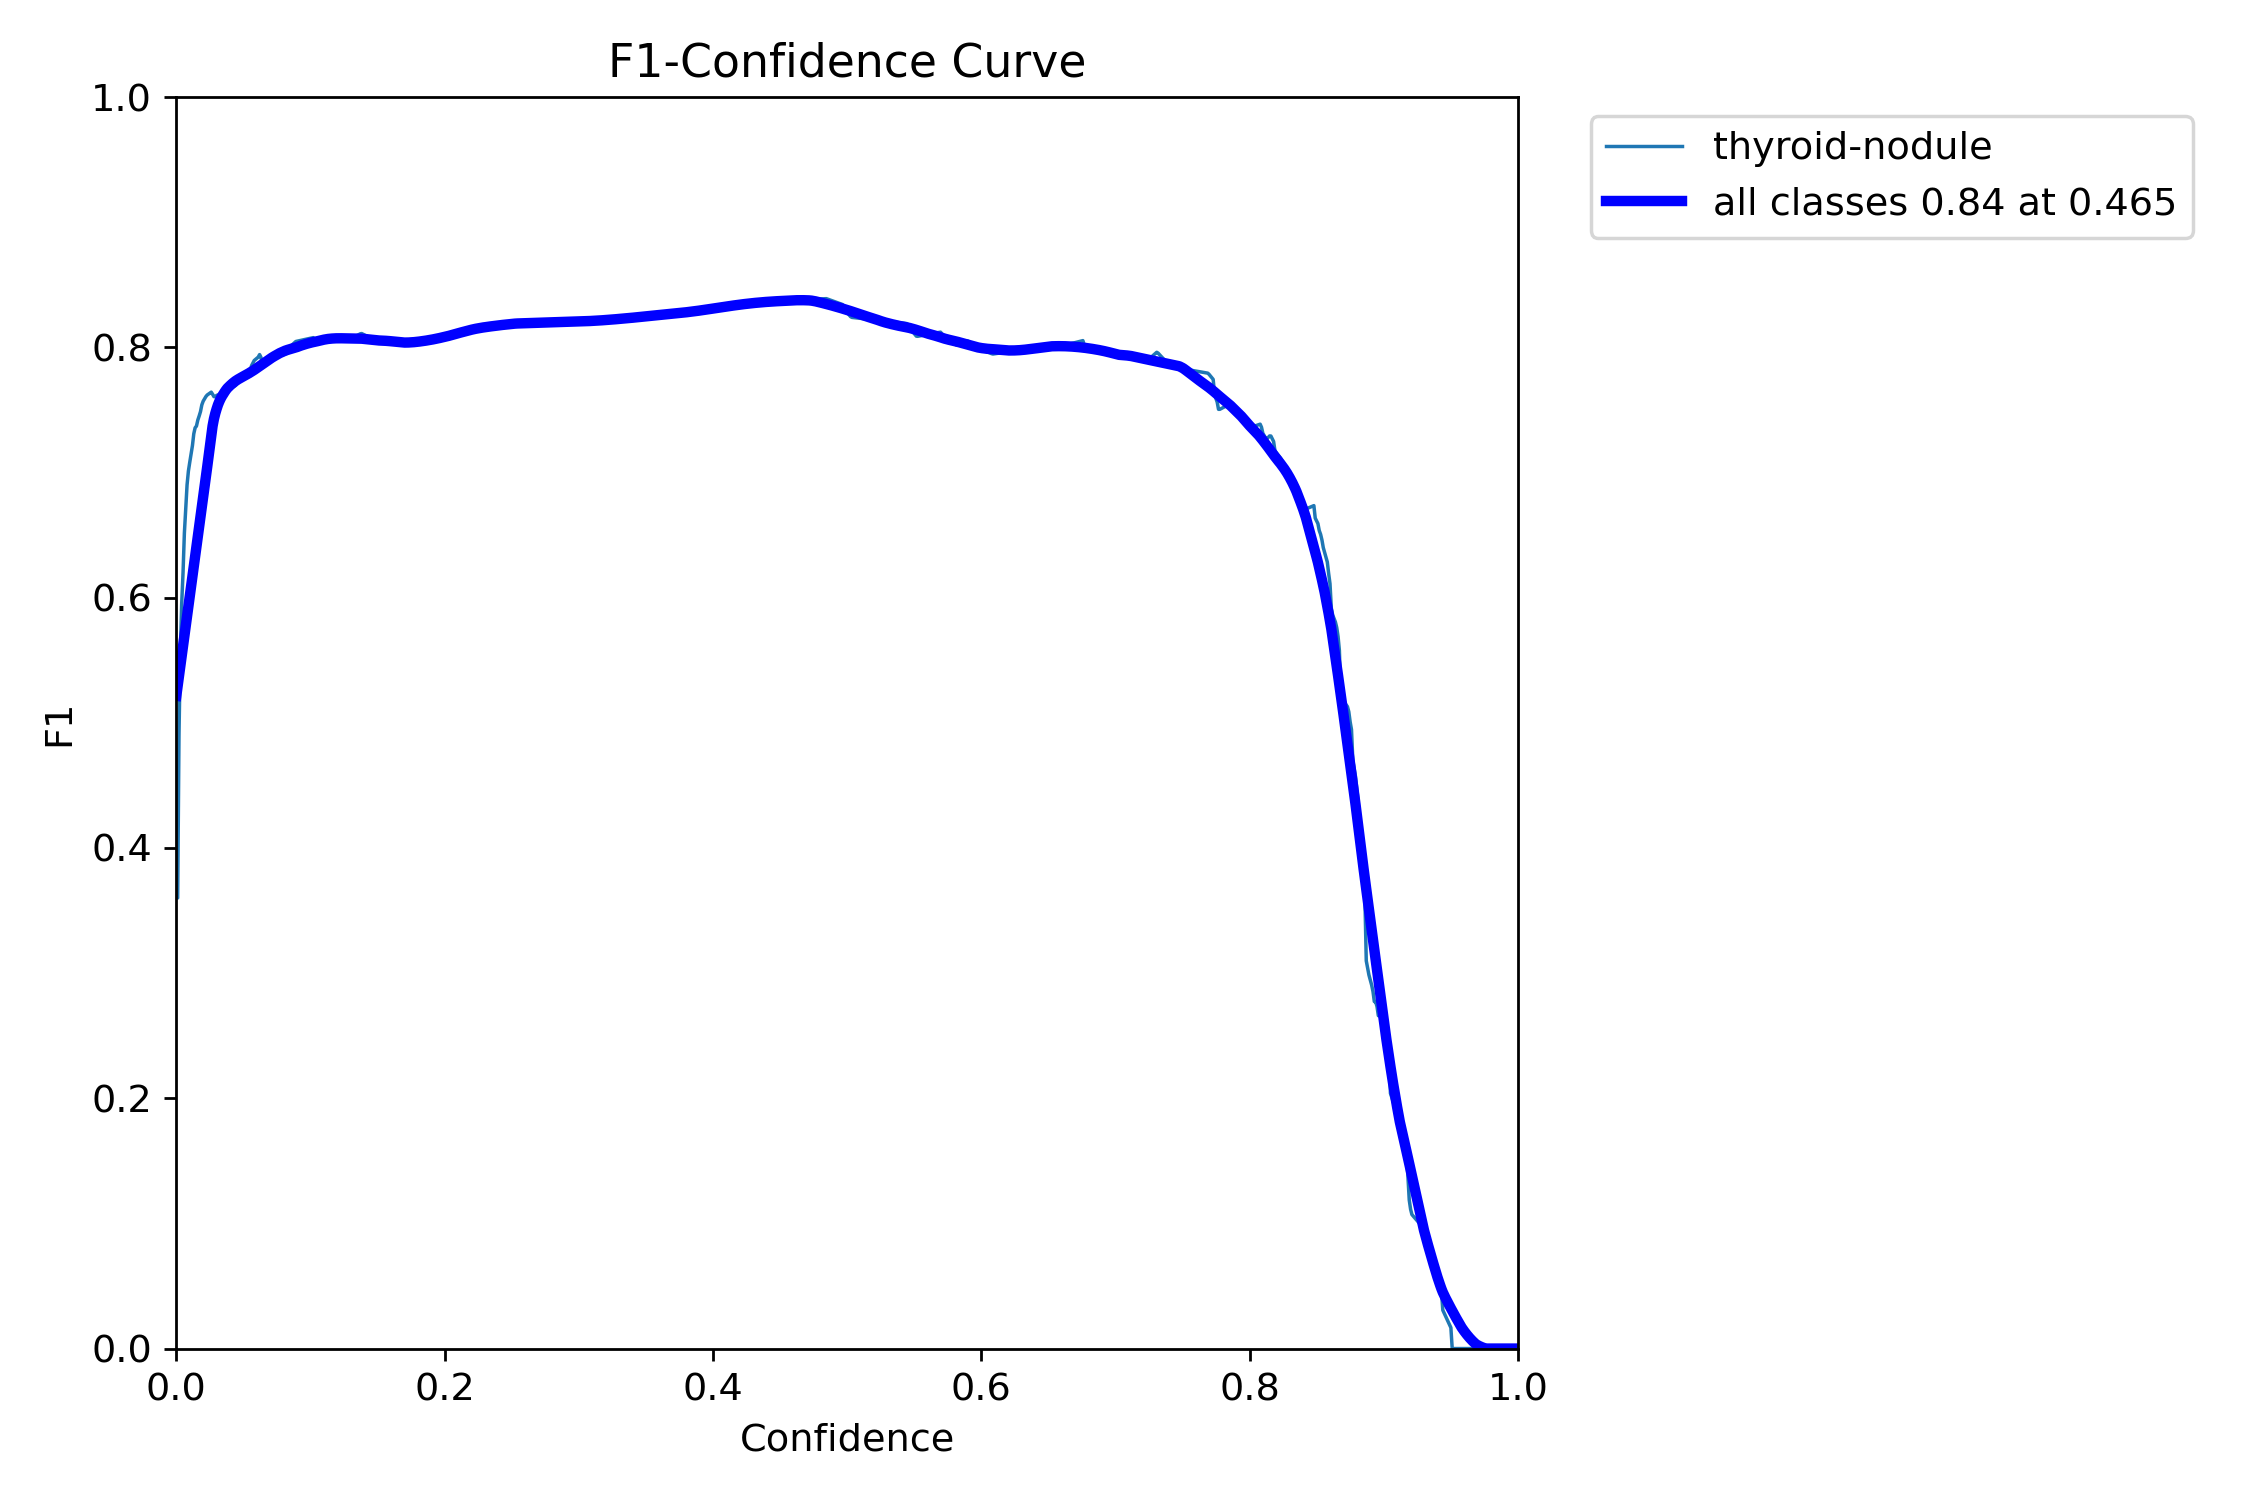 F1-Confidence Curve
1.0
0.8
0.6
0.4
0.2
0.0
F1
0.0 0.2 0.4 0.6 0.8 1.0
Confidence
thyroid-nodule
all classes 0.84 at 0.465